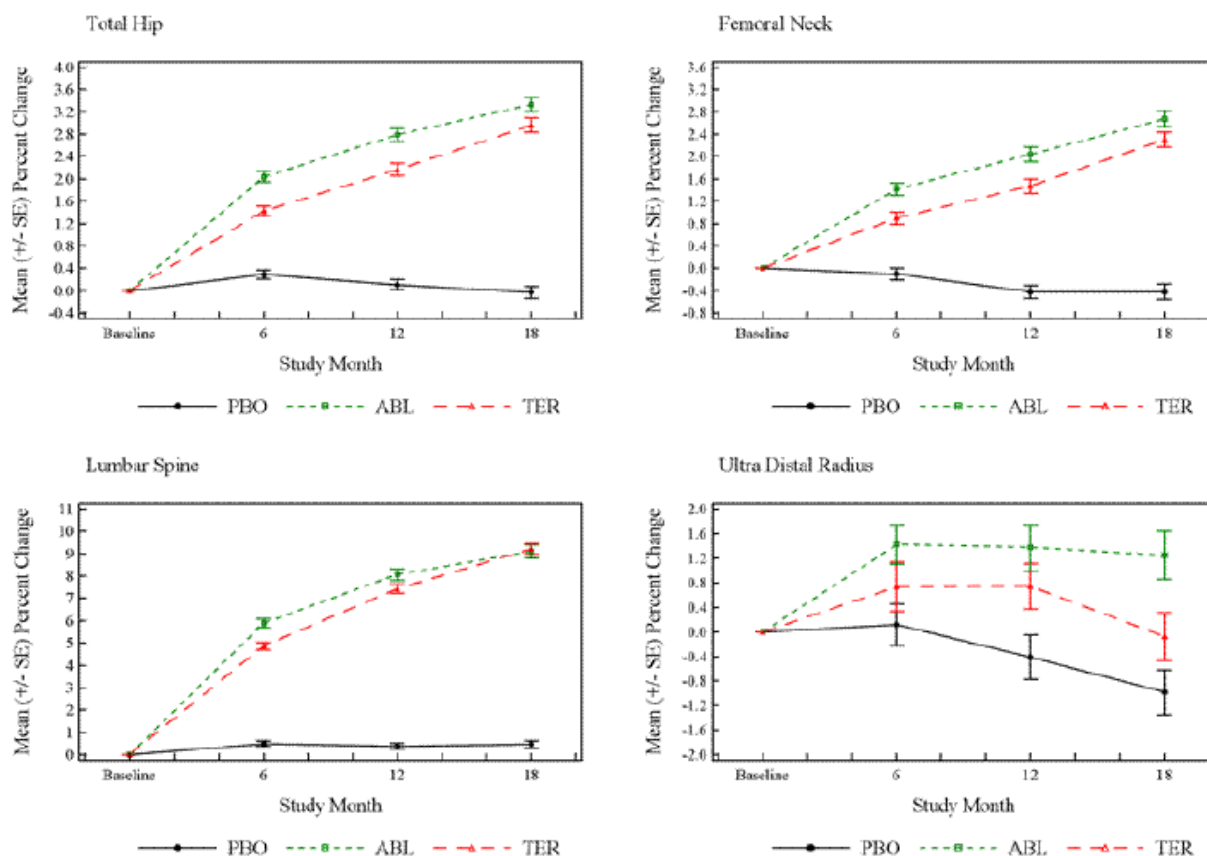 Total Hip
Mean (+/- SE) Percent Change
4.0
3.6
3.2
2.8
2.4
2.0
1.6
1.2
0.8
0.4
0.0
-0.4
Baseline 6 12 18
Study Month
PBO ABL TER
Femoral Neck
Mean (+/- SE) Percent Change
3.6
3.2
2.8
2.4
2.0
1.6
1.2
0.8
0.4
0.0
-0.4
-0.8
Baseline 6 12 18
Study Month
PBO ABL TER
Lumbar Spine
Mean (+/- SE) Percent Change
11
10
9
8
7
6
5
4
3
2
1
0
Baseline 6 12 18
Study Month
PBO ABL TER
Ultra Distal Radius
Mean (+/- SE) Percent Change
2.0
1.6
1.2
0.8
0.4
0.0
-0.4
-0.8
-1.2
-1.6
-2.0
Baseline 6 12 18
Study Month
PBO ABL TER